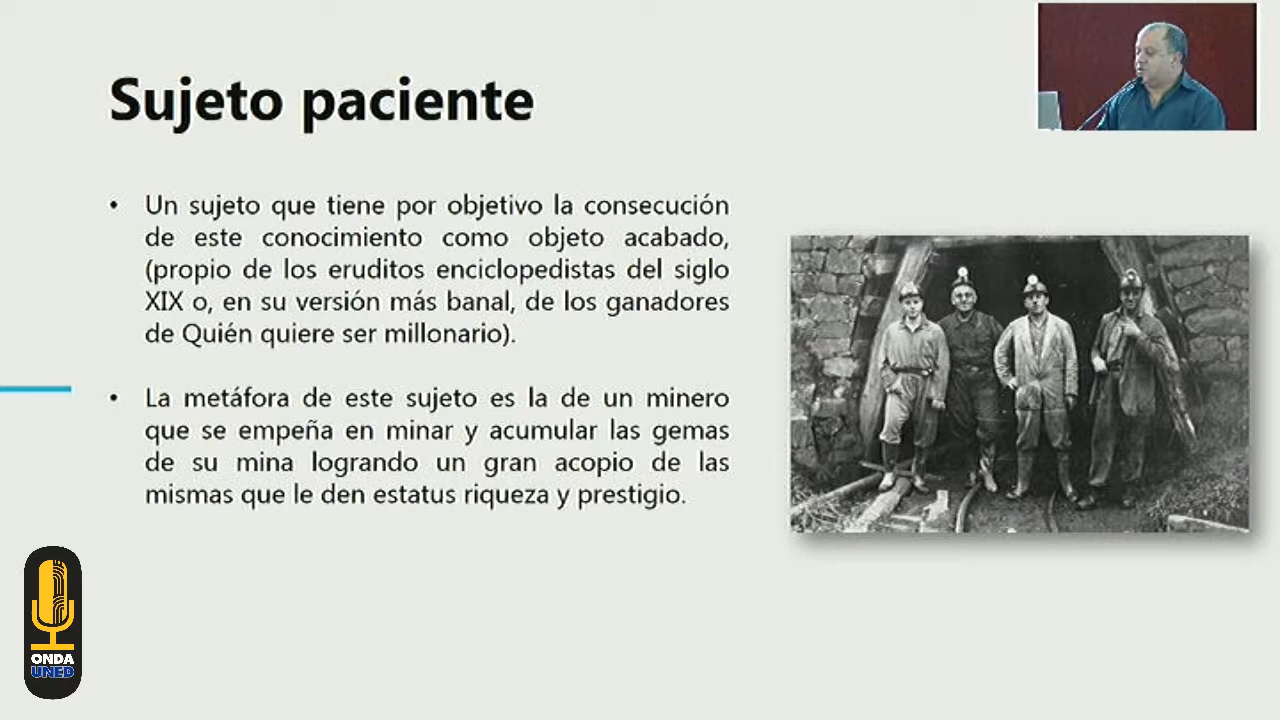 Sujeto paciente
• Un sujeto que tiene por objetivo la consecución
de este conocimiento como objeto acabado,
(propio de los eruditos enciclopedistas del siglo
XIX o, en su versión más banal, de los ganadores
de Quién quiere ser millonario).
• La metáfora de este sujeto es la de un minero
que se empeña en minar y acumular las gemas
de su mina logrando un gran acopio de las
mismas que le den estatus riqueza y prestigio.
ONDA
UNED